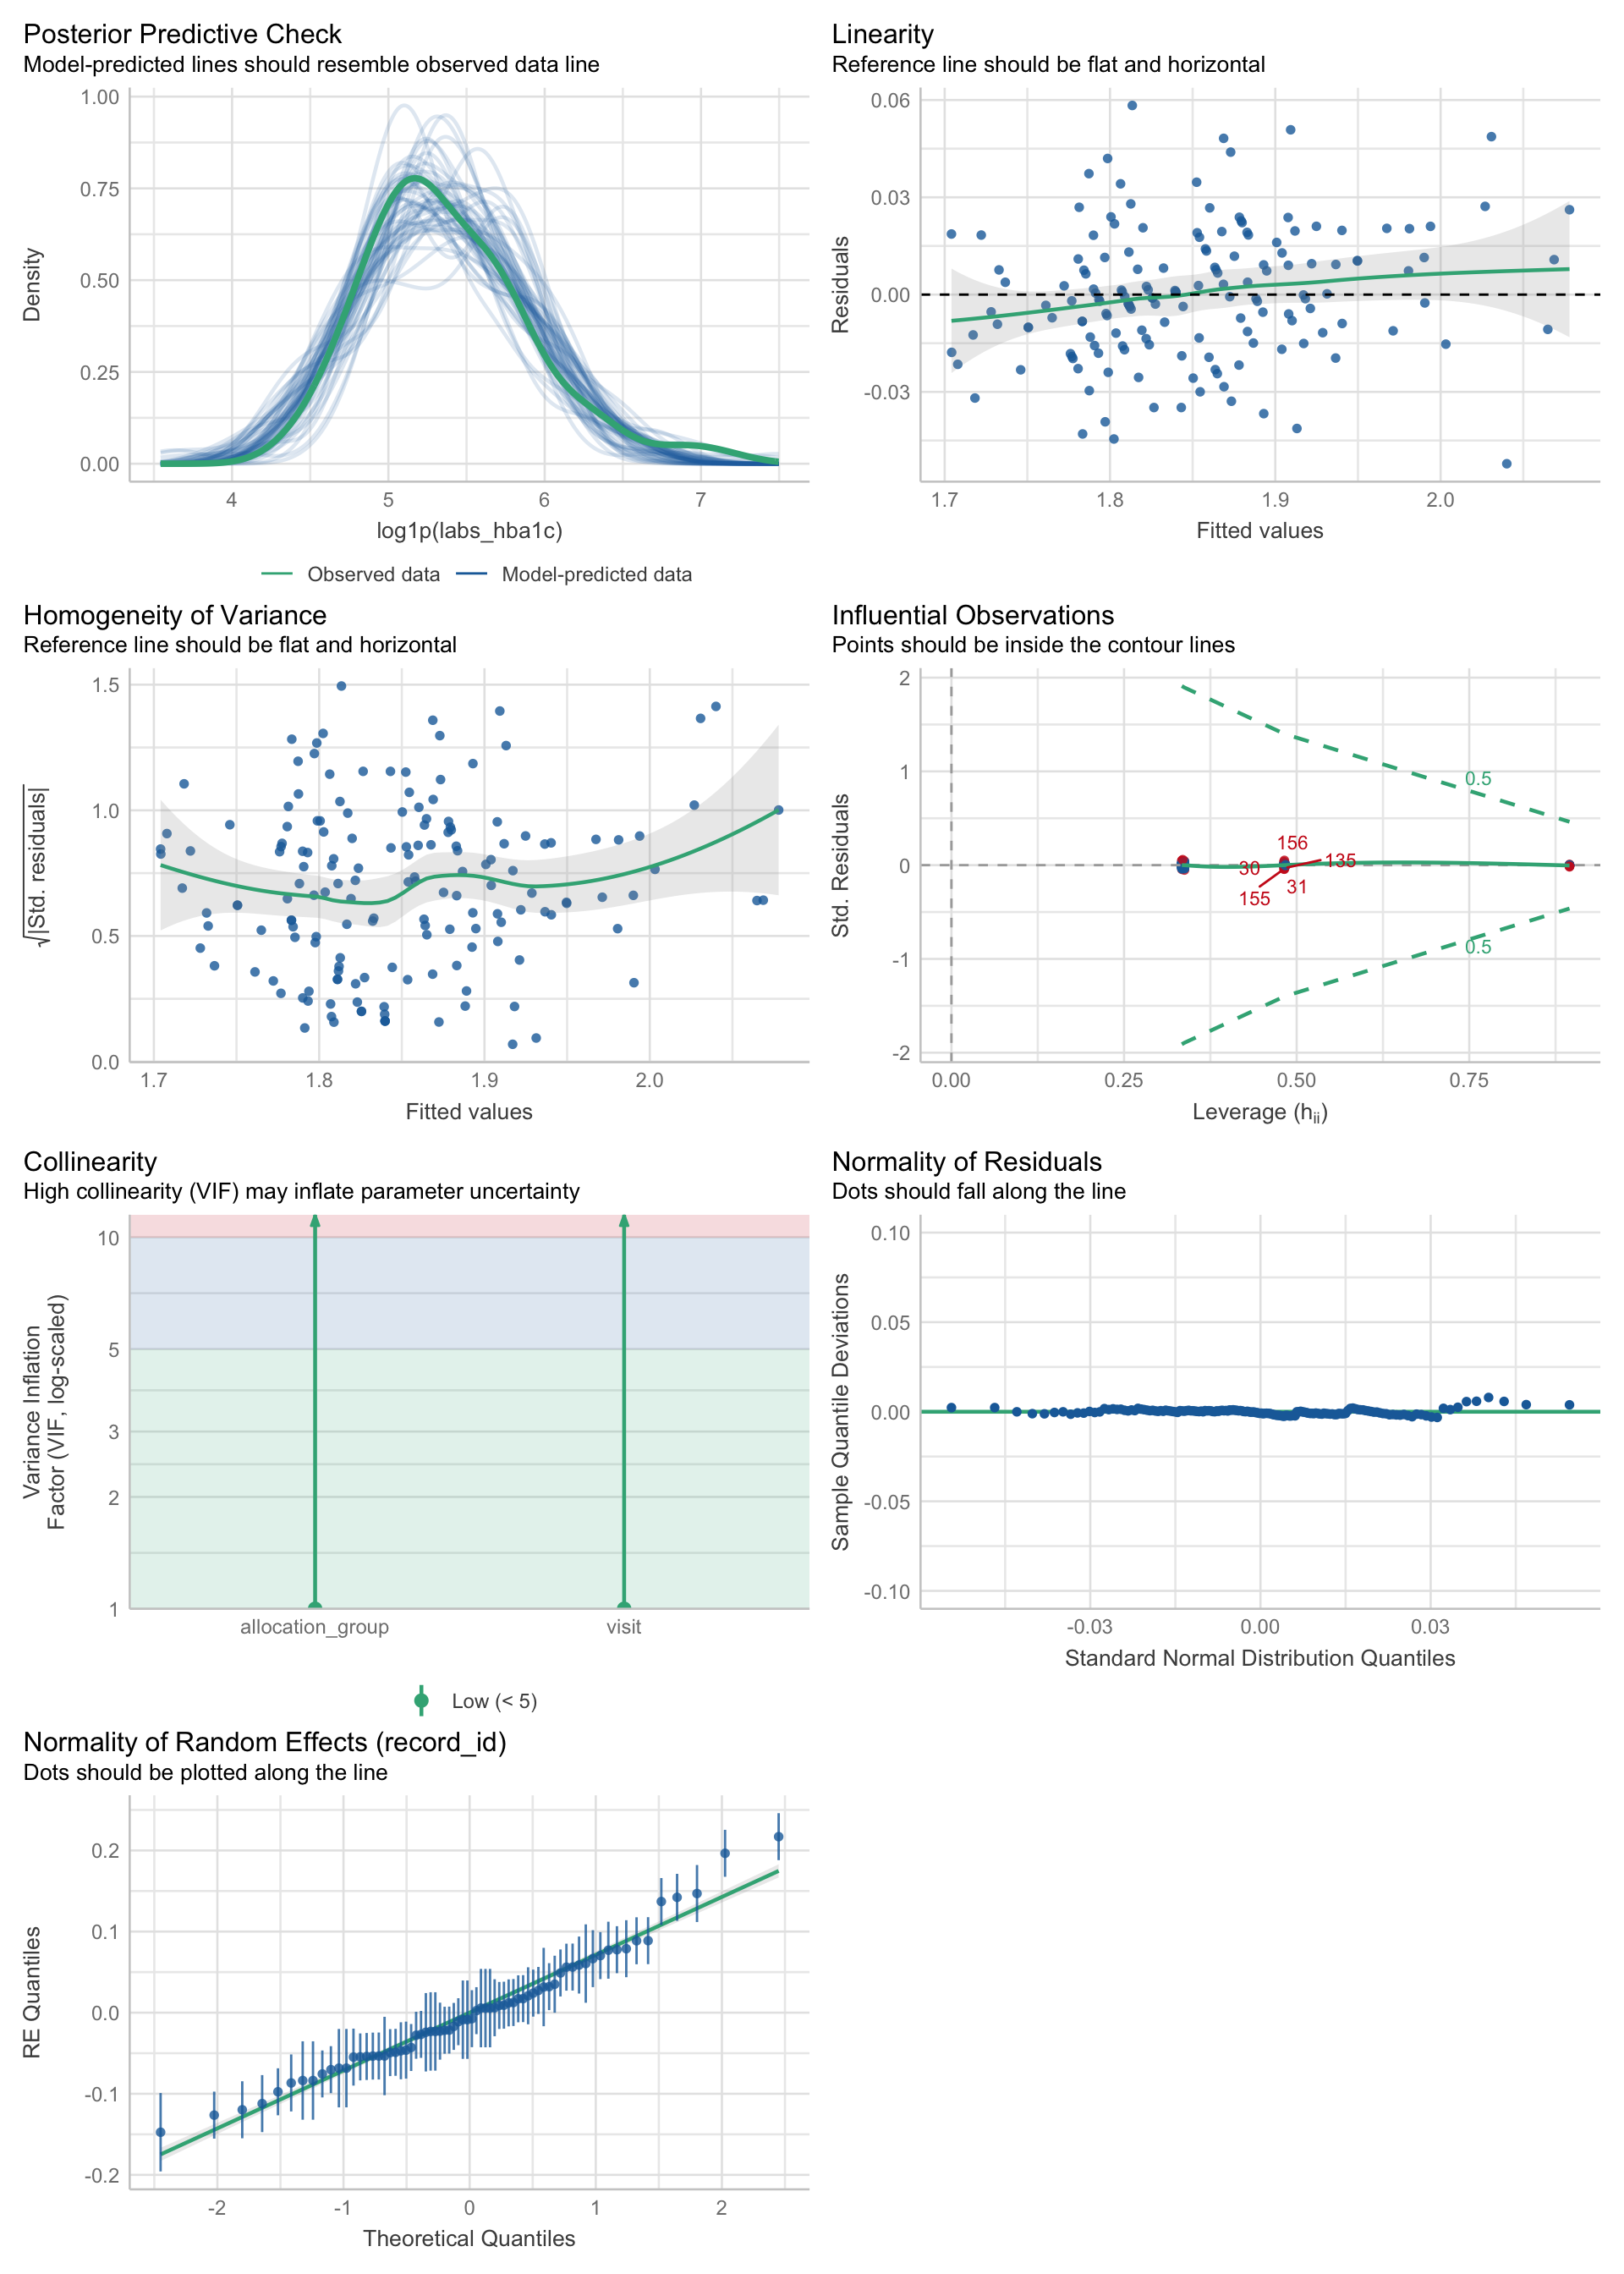 Posterior Predictive Check
Model-predicted lines should resemble observed data line
1.00
0.75
0.50
0.25
0.00
Density
4 5 6 7
log1p(labs_hba1c)
Observed data Model-predicted data
Linearity
Reference line should be flat and horizontal
0.06
0.03
0.00
-0.03
Residuals
1.7 1.8 1.9 2.0
Fitted values
Homogeneity of Variance
Reference line should be flat and horizontal
1.5
1.0
0.5
0.0
√|Std. residuals|
1.7 1.8 1.9 2.0
Fitted values
Influential Observations
Points should be inside the contour lines
2
1
0
-1
-2
Std. Residuals
0.5
156
30
135
155
31
0.5
0.00 0.25 0.50 0.75
Leverage (hii)
Collinearity
High collinearity (VIF) may inflate parameter uncertainty
10
5
3
2
1
Variance Inflation
Factor (VIF, log-scaled)
allocation_group visit
Low (< 5)
Normality of Residuals
Dots should fall along the line
0.10
0.05
0.00
-0.05
-0.10
Sample Quantile Deviations
-0.03 0.00 0.03
Standard Normal Distribution Quantiles
Normality of Random Effects (record_id)
Dots should be plotted along the line
0.2
0.1
0.0
-0.1
-0.2
RE Quantiles
-2 -1 0 1 2
Theoretical Quantiles